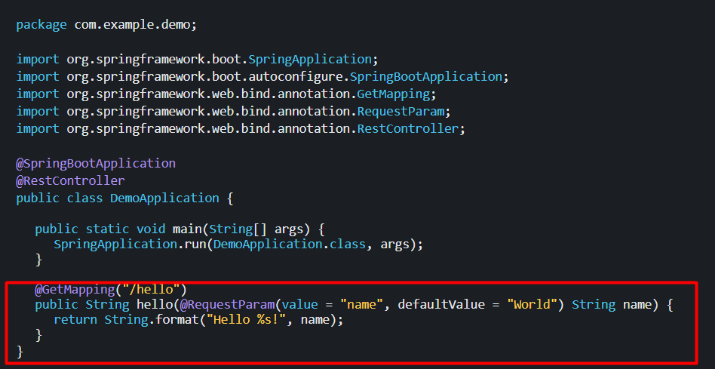 package com.example.demo;
import org.springframework.boot.SpringApplication;
import org.springframework.boot.autoconfigure.SpringBootApplication;
import org.springframework.web.bind.annotation.GetMapping;
import org.springframework.web.bind.annotation.RequestParam;
import org.springframework.web.bind.annotation.RestController;
@SpringBootApplication
@RestController
public class DemoApplication {
public static void main(String[] args) {
SpringApplication.run(DemoApplication.class, args);
}
@GetMapping("/hello")
public String hello(@RequestParam(value = "name", defaultValue = "World") String name) {
return String.format("Hello %s!", name);
}
}